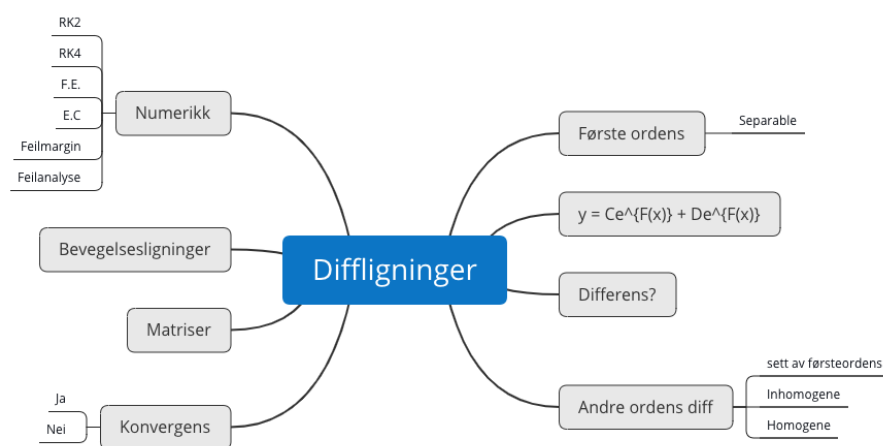 Diffligninger
Numerikk
RK2
RK4
F.E.
E.C
Feilmargin
Feilanalyse
Bevegelsesligninger
Matriser
Konvergens
Ja
Nei
Første ordens
Separable
y = Ce^{F(x)} + De^{F(x)}
Differens?
Andre ordens diff
sett av førsteordens
Inhomogene
Homogene